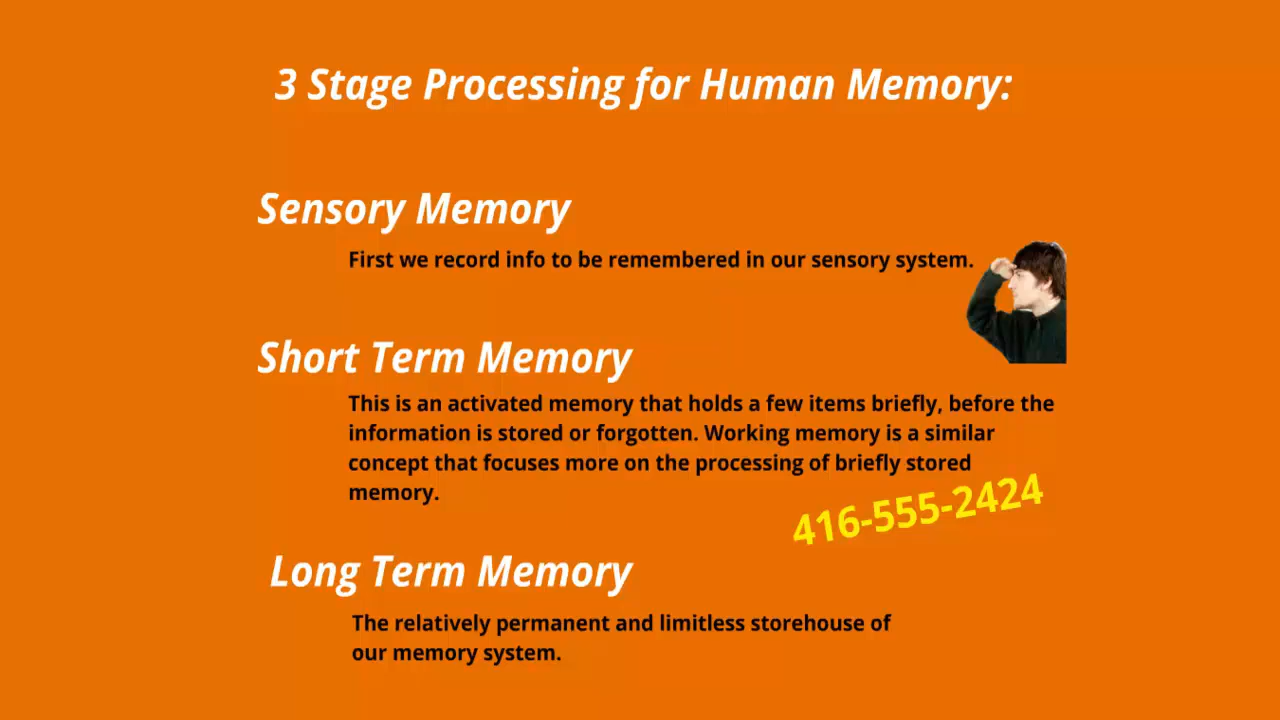 3 Stage Processing for Human Memory:
Sensory Memory
First we record info to be remembered in our sensory system.
Short Term Memory
This is an activated memory that holds a few items briefly, before the
information is stored or forgotten. Working memory is a similar
concept that focuses more on the processing of briefly stored
memory.
416-555-2424
Long Term Memory
The relatively permanent and limitless storehouse of
our memory system.